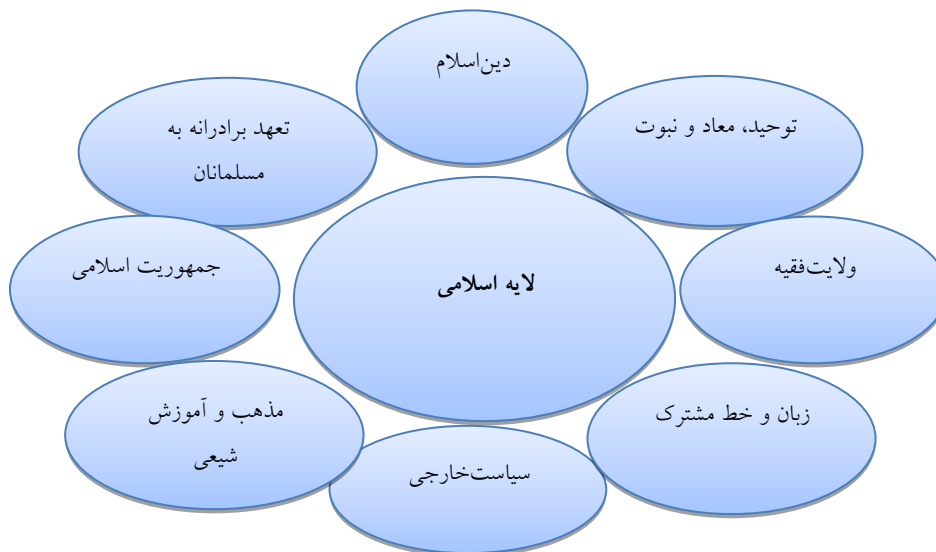 دین‌اسلام
توحید، معاد و نبوت
تعهد برادرانه به
مسلمانان
ولایت‌فقیه
جمهوریت اسلامی
لایه اسلامی
زبان و خط مشترک
مذهب و آموزش
شیعی
سیاست‌خارجی